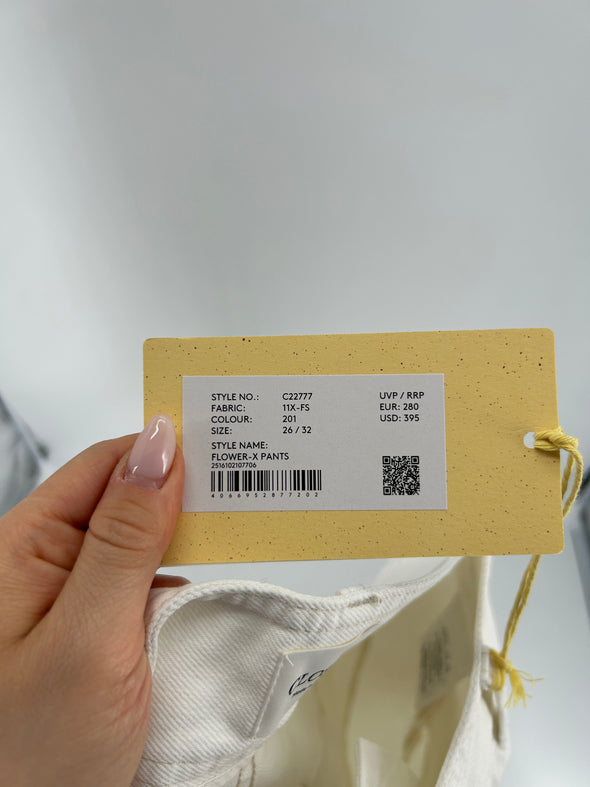 STYLE NO.: C22777 UVP / RRP
FABRIC: 11X-FS EUR: 280
COLOUR: 201 USD: 395
SIZE: 26 / 32
STYLE NAME:
FLOWER-X PANTS
2516102107706
4066952877202